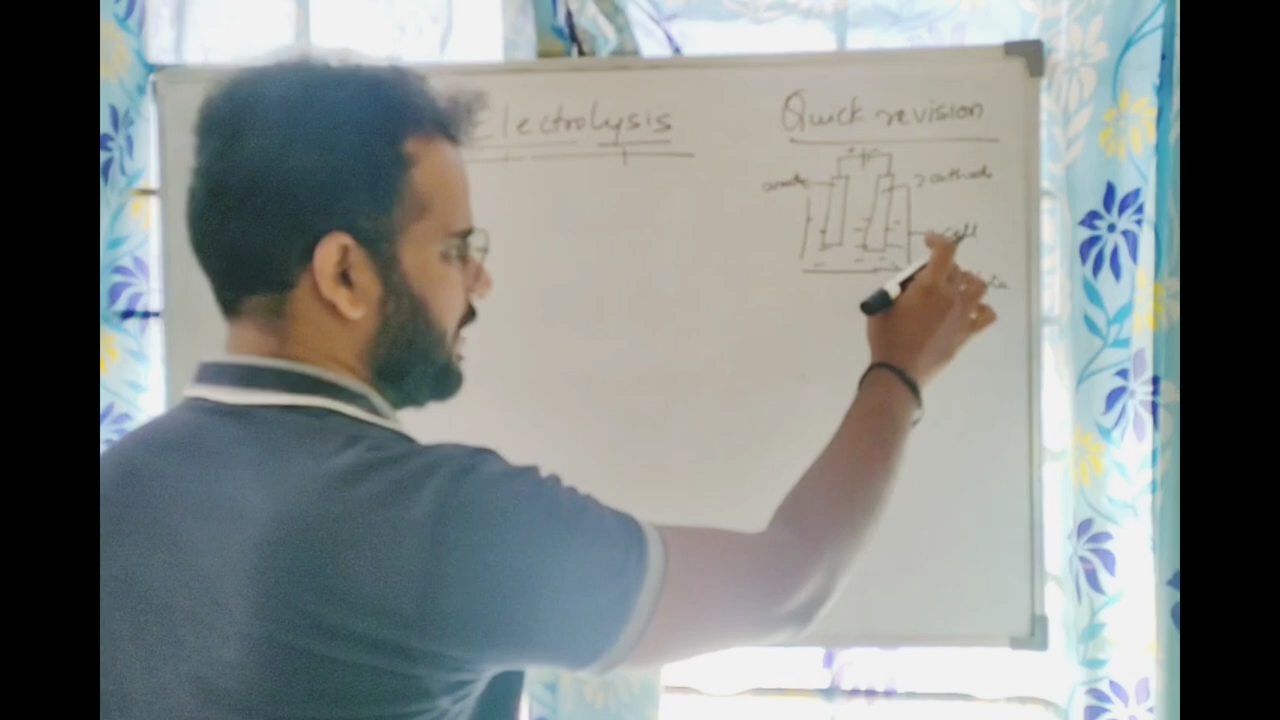 Electrolysis
Quick revision
+ -
anode
cathode
cell